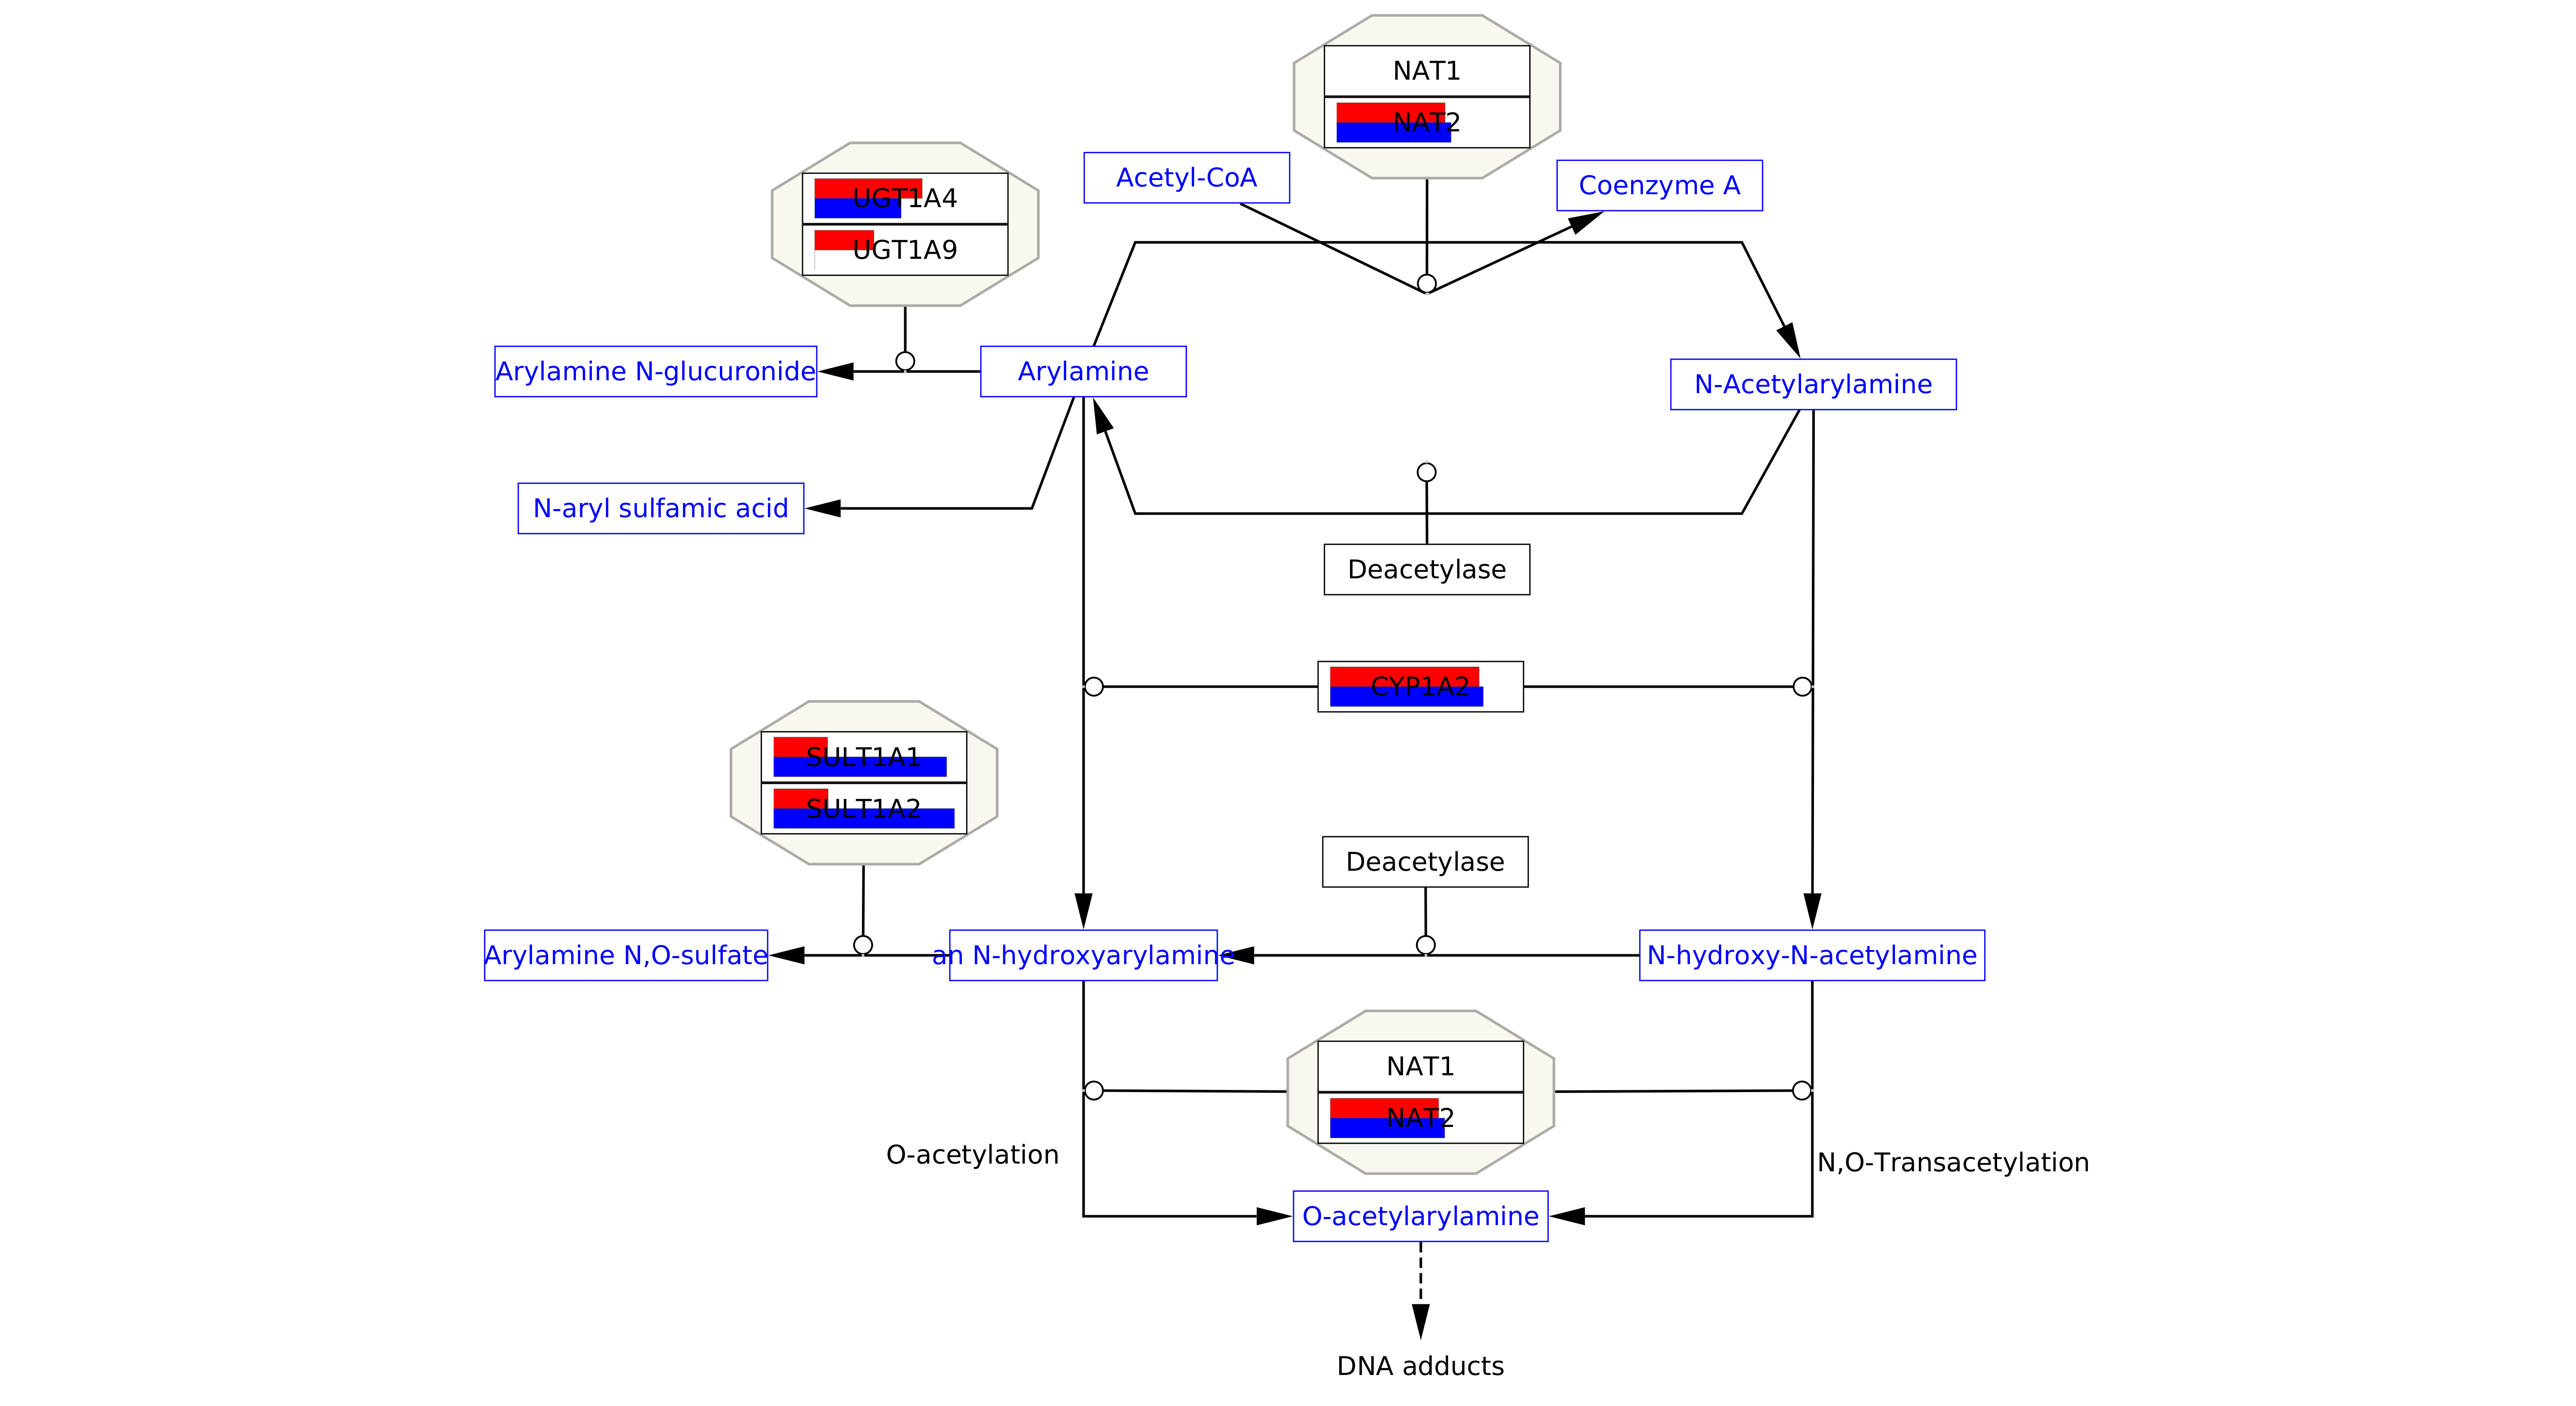 NAT1
NAT2
Acetyl-CoA
Coenzyme A
UGT1A4
UGT1A9
Arylamine N-glucuronide
Arylamine
N-Acetylarylamine
N-aryl sulfamic acid
Deacetylase
CYP1A2
SULT1A1
SULT1A2
Deacetylase
Arylamine N,O-sulfate
an N-hydroxyarylamine
N-hydroxy-N-acetylamine
NAT1
NAT2
O-acetylation
N,O-Transacetylation
O-acetylarylamine
DNA adducts